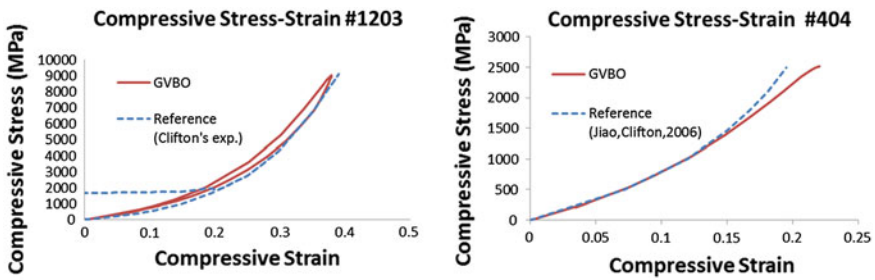 Compressive Stress-Strain #1203
Compressive Stress (MPa)
10000
9000
8000
7000
6000
5000
4000
3000
2000
1000
0
GVBO
Reference
(Clifton's exp.)
0
0.1
0.2
0.3
0.4
0.5
Compressive Strain
Compressive Stress-Strain #404
Compressive Stress (MPa)
3000
2500
2000
1500
1000
500
0
GVBO
Reference
(Jiao,Clifton,2006)
0
0.05
0.1
0.15
0.2
0.25
Compressive Strain